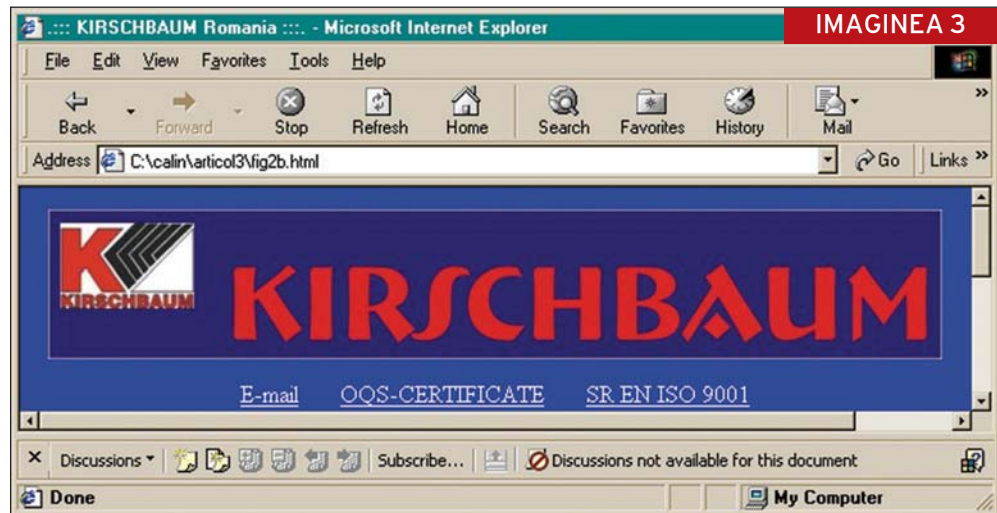 .::: KIRSCHBAUM Romania :::. - Microsoft Internet Explorer
IMAGINEA 3
File Edit View Favorites Tools Help
Back Forward Stop Refresh Home Search Favorites History Mail »
Address C:\calin\articol3\fig2b.html Go Links »
K
KIRSCHBAUM
KIRSCHBAUM
E-mail OQS-CERTIFICATE SR EN ISO 9001
Discussions Subscribe... Discussions not available for this document
Done My Computer